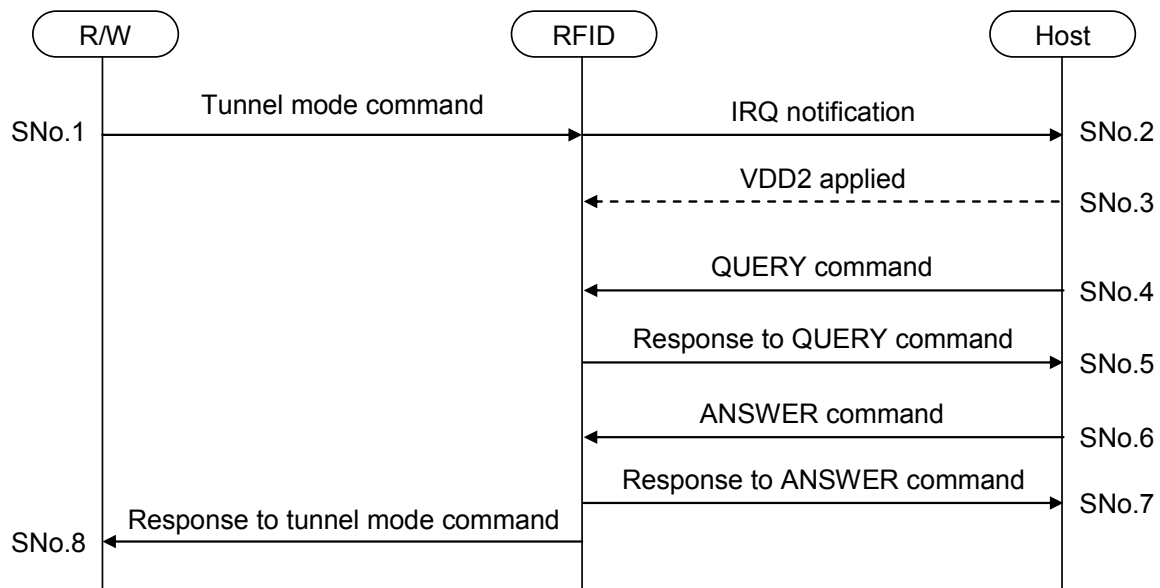 R/W
RFID
Host
Tunnel mode command
IRQ notification
SNo.1
SNo.2
VDD2 applied
SNo.3
QUERY command
SNo.4
Response to QUERY command
SNo.5
ANSWER command
SNo.6
Response to ANSWER command
SNo.7
Response to tunnel mode command
SNo.8